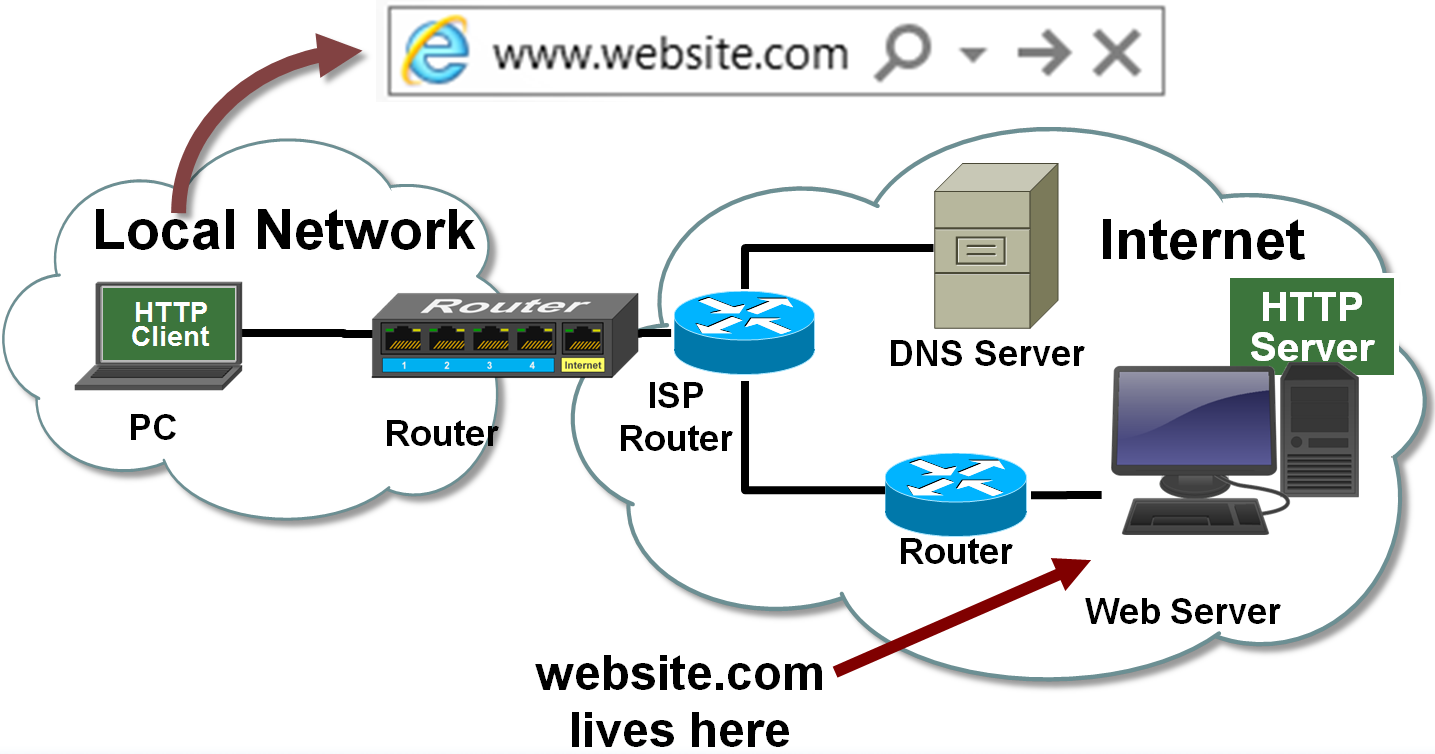 www.website.com
Local Network
Internet
HTTP
Client
Router
1 2 3 4 Internet
HTTP
Server
DNS Server
PC
Router
ISP
Router
Router
Web Server
website.com
lives here